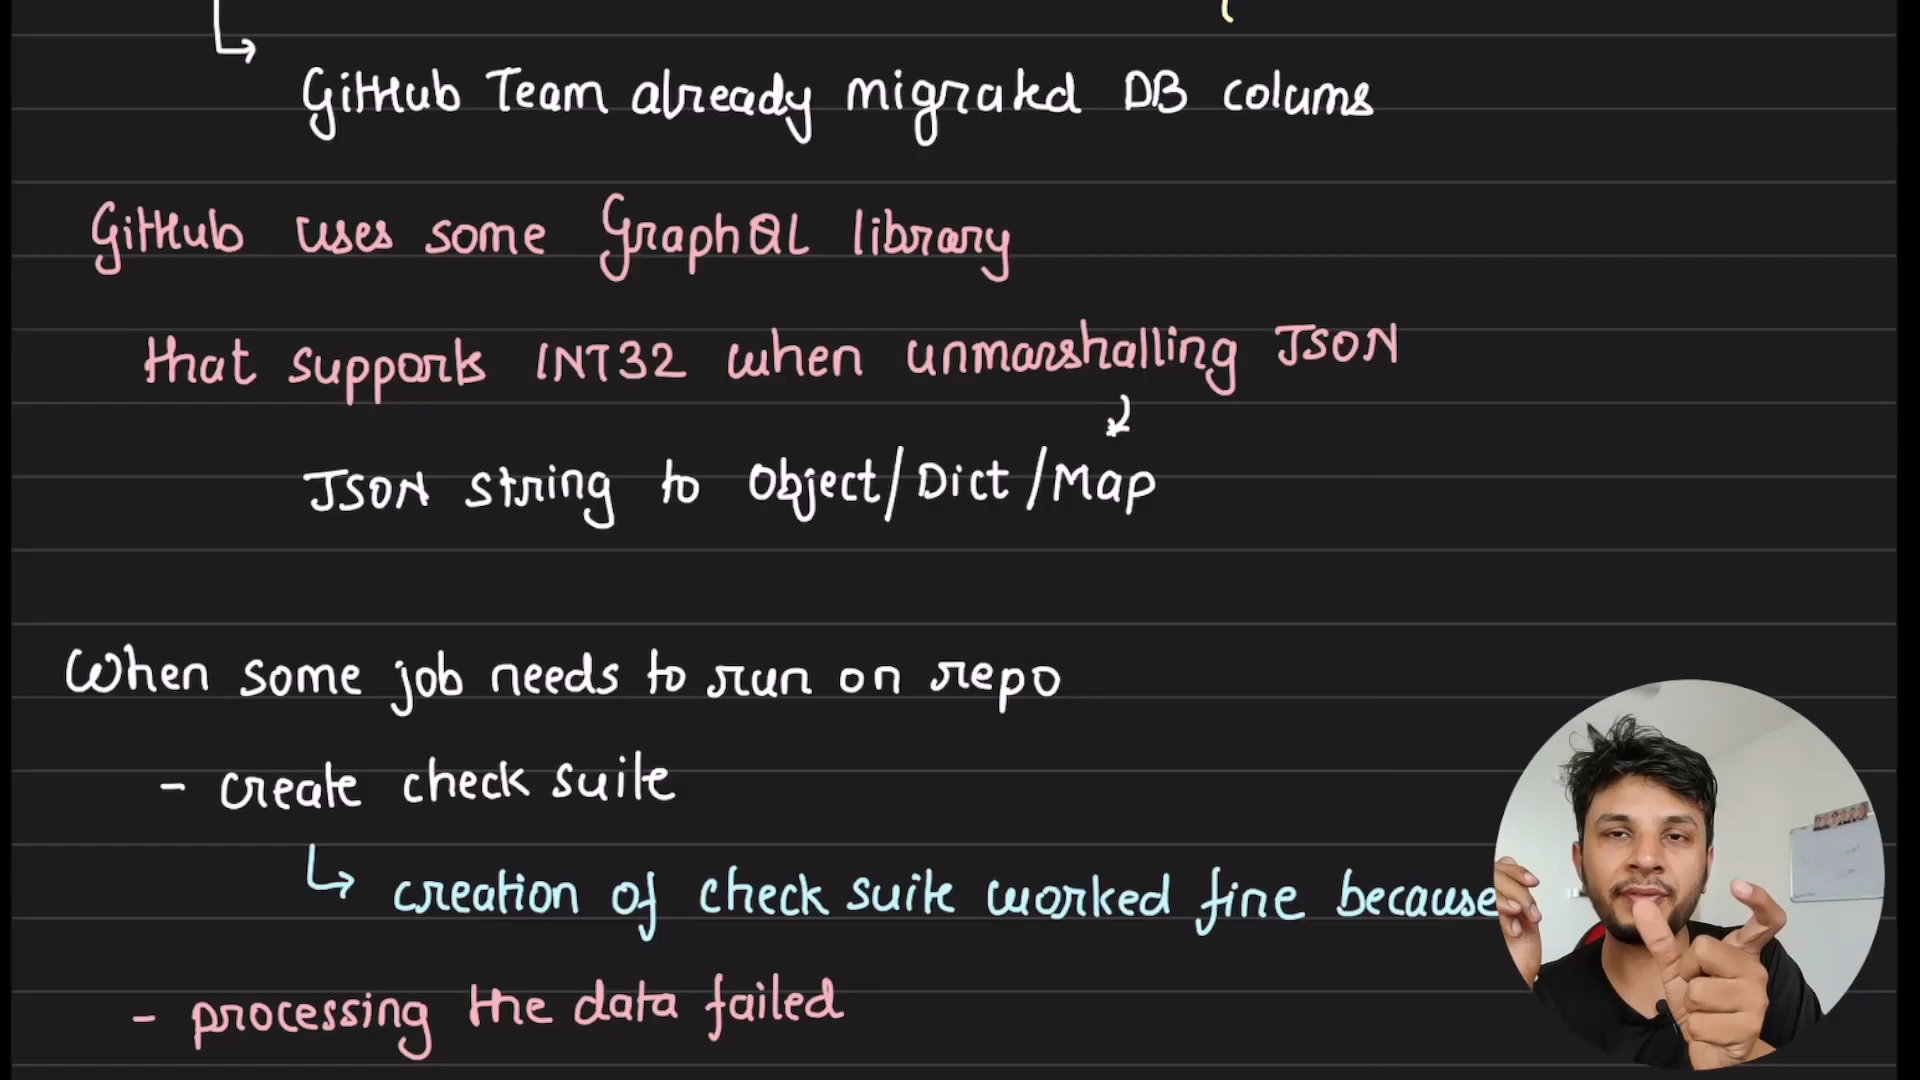 GitHub Team already migrated DB colums
GitHub uses some GraphQL library
that supports INT32 when unmarshalling JSON
JSON string to Object/Dict/Map
When some job needs to run on repo
- create check suite
creation of check suite worked fine because
- processing the data failed